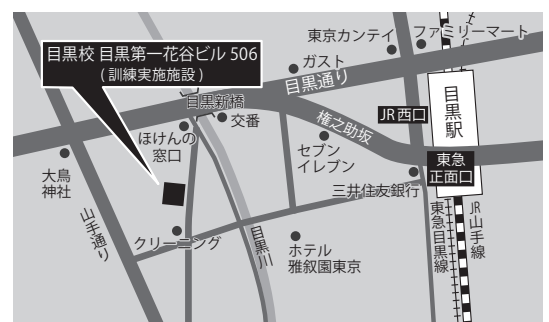 目黒校 目黒第一花谷ビル 506
(訓練実施施設)
東京カンテイ
ファミリーマート
ガスト
目黒通り
目黒新橋
交番
ほけんの
窓口
権之助坂
JR西口
目黒駅
セブン
イレブン
東急
正面口
三井住友銀行
大鳥
神社
山手通り
クリーニング
目黒川
ホテル
雅叙園東京
東急目黒線
JR山手線